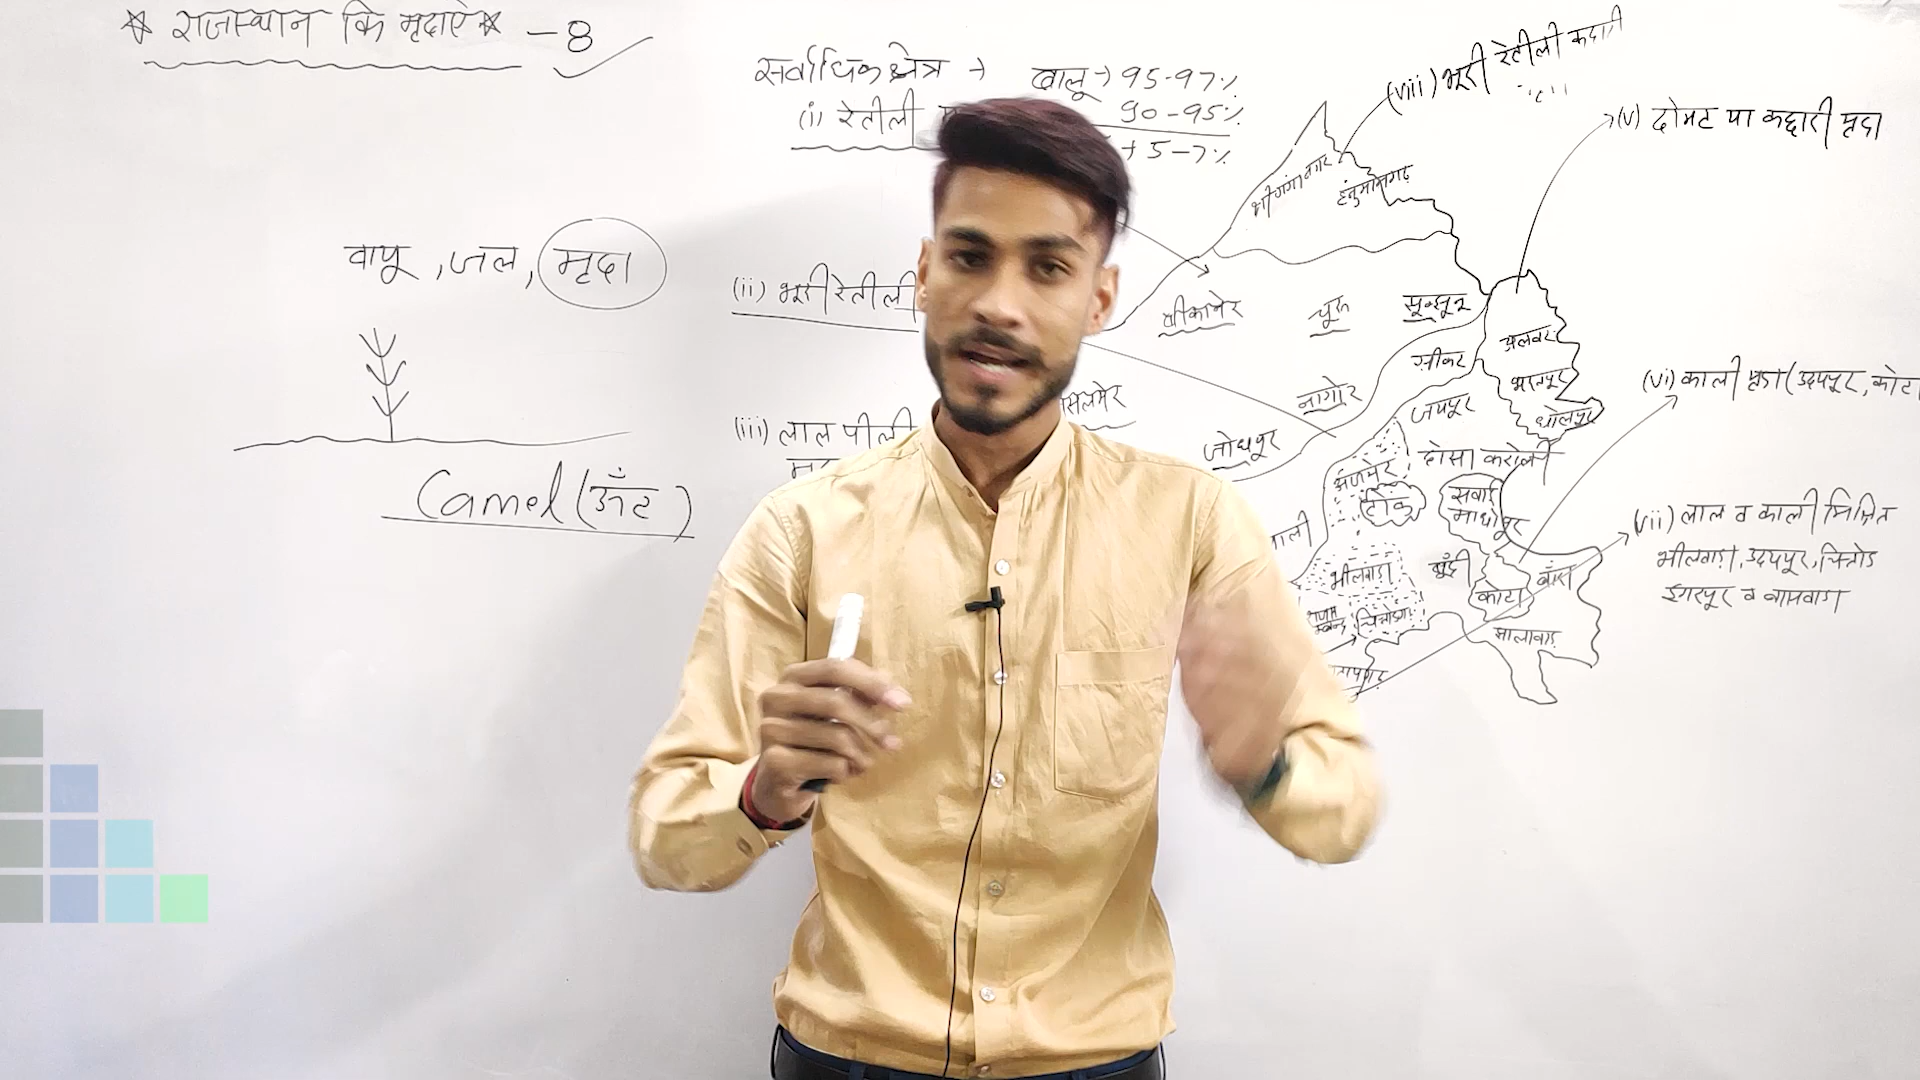 * राजस्थान कि मृदाऐ * - 8
सर्वाधिक क्षेत्र →
(i) रेतीली
बालू → 95-97%
90-95%
→ 5-7%
(viii) भूरी रेतीली कछारी
(v) दोमट या कछारी मृदा
श्री गंगानगर
हनुमानगढ़
वायु, जल, मृदा
(ii) भूरी रेतीली
बीकानेर
चूरू
झुन्झुनूर
अलवर
सीकर
भरतपुर
(vi) काली मृदा (उदयपुर, कोटा
नागोर
जयपुर
धोलपुर
(iii) लाल पीली
जोधपुर
दोसा करोली
अजमेर
Camel (ऊँट)
टोंक
सवाई
माधोपुर
(vii) लाल व काली मिश्रित
भीलवाडा, उदयपुर, चित्तोड
डुंगरपुर व बासवाडा
भीलवाडा
बूँदी
कोटा
बाँरा
झालावाड़